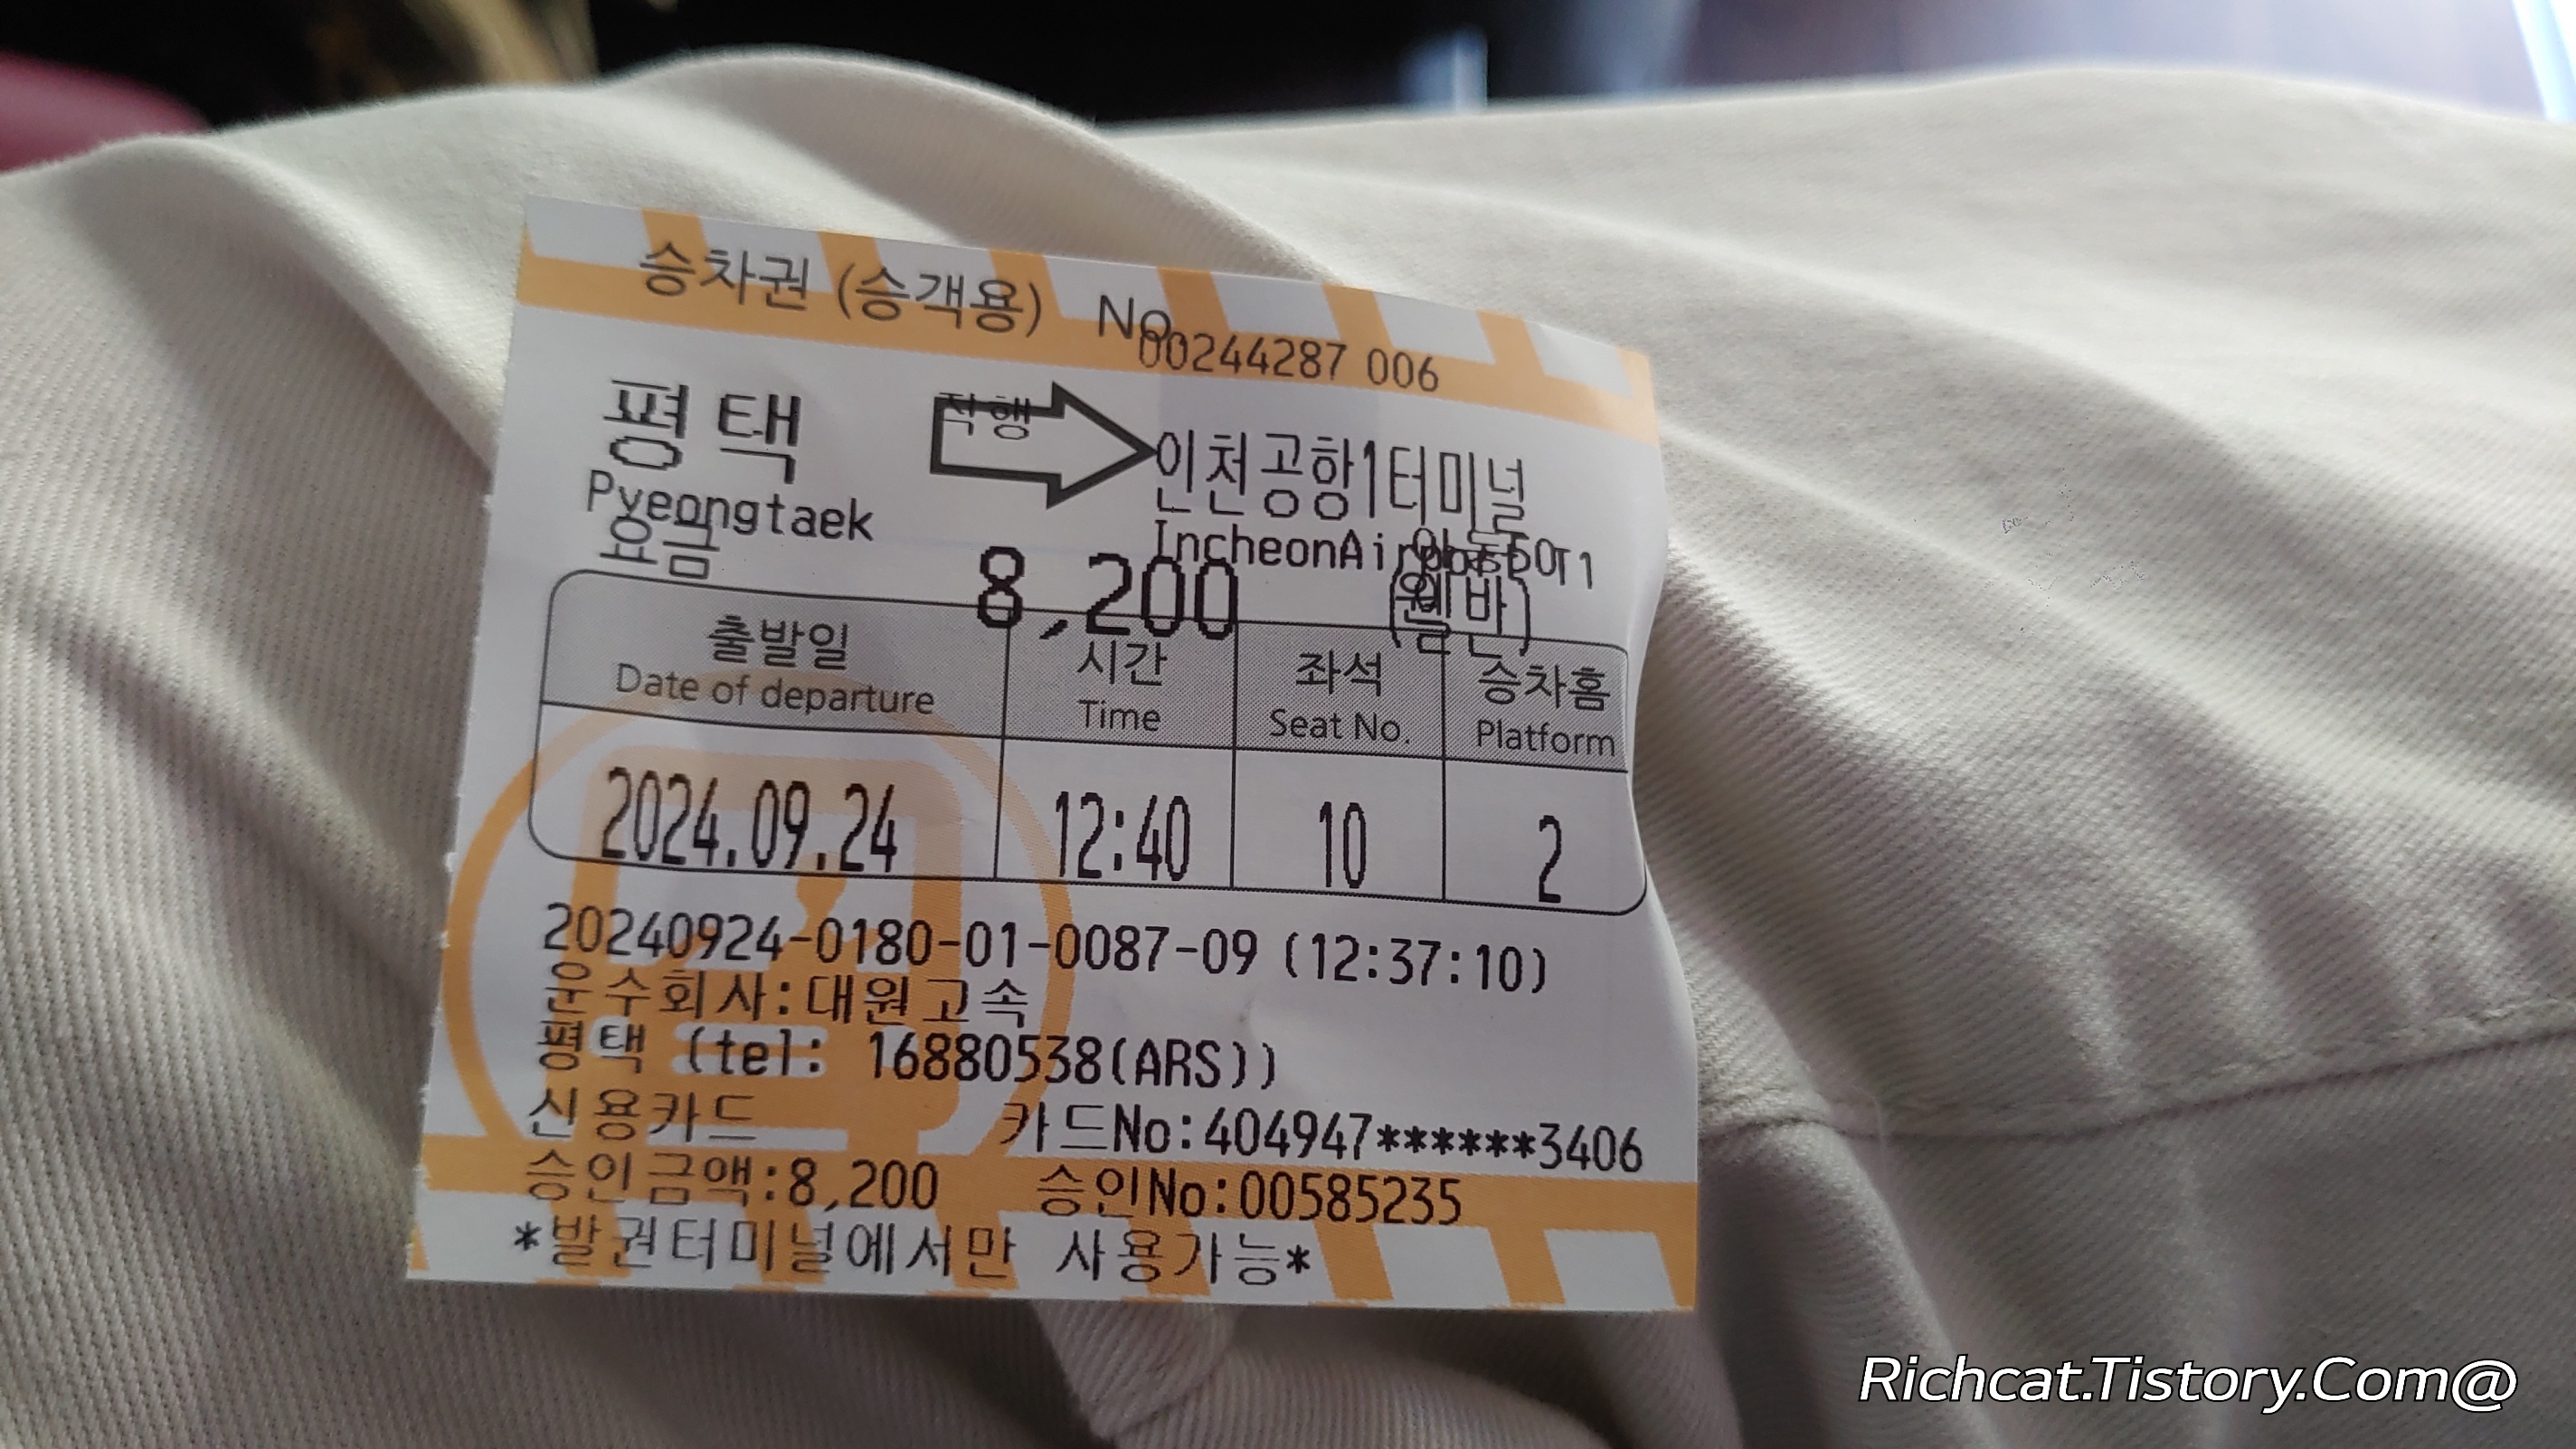 승차권 (승객용) No
00244287 006
평택 직행 인천공항1터미널
Pyeongtaek IncheonAirport T1
요금 8,200
출발일 시간 좌석 승차홈
Date of departure Time Seat No. Platform
2024.09.24 12:40 10 2
20240924-0180-01-0087-09 (12:37:10)
운수회사:대원고속
평택 (tel: 16880538(ARS))
신용카드 카드No:404947******3406
승인금액:8,200 승인No:00585235
*발권터미널에서만 사용가능*
Richcat.Tistory.Com@